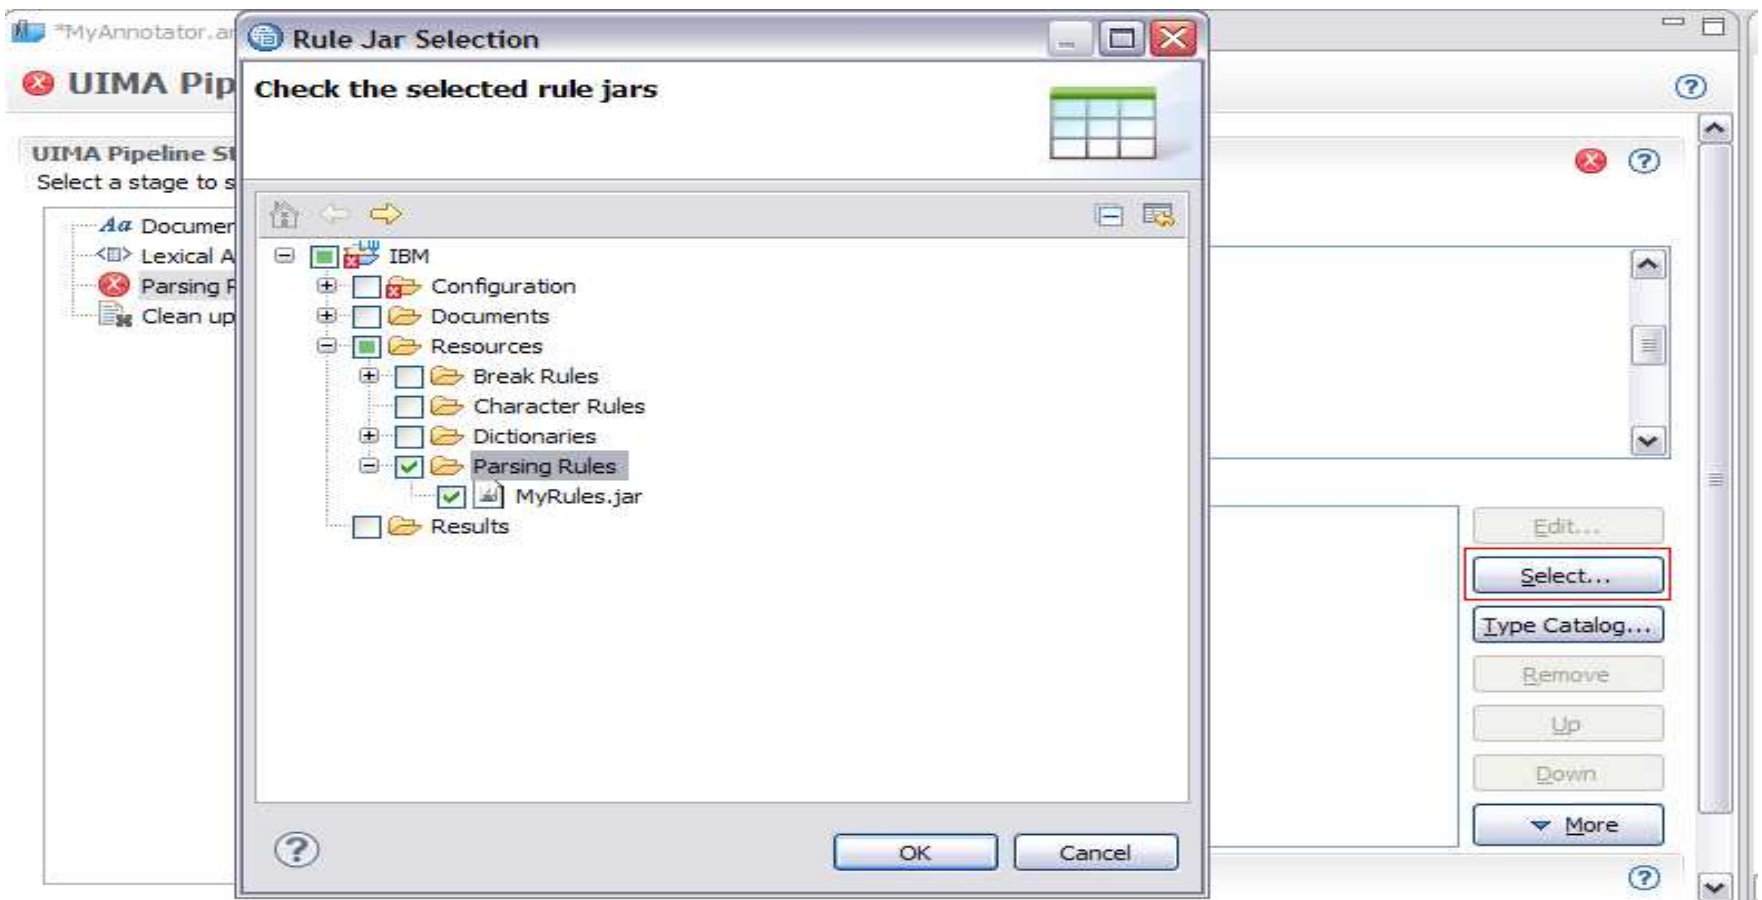 *MyAnnotator.an
UIMA Pip
UIMA Pipeline St
Select a stage to s
Aa Documen
Lexical A
Parsing R
Clean up
Rule Jar Selection
Check the selected rule jars
IBM
Configuration
Documents
Resources
Break Rules
Character Rules
Dictionaries
Parsing Rules
MyRules.jar
Results
OK
Cancel
Edit...
Select...
Type Catalog...
Remove
Up
Down
More